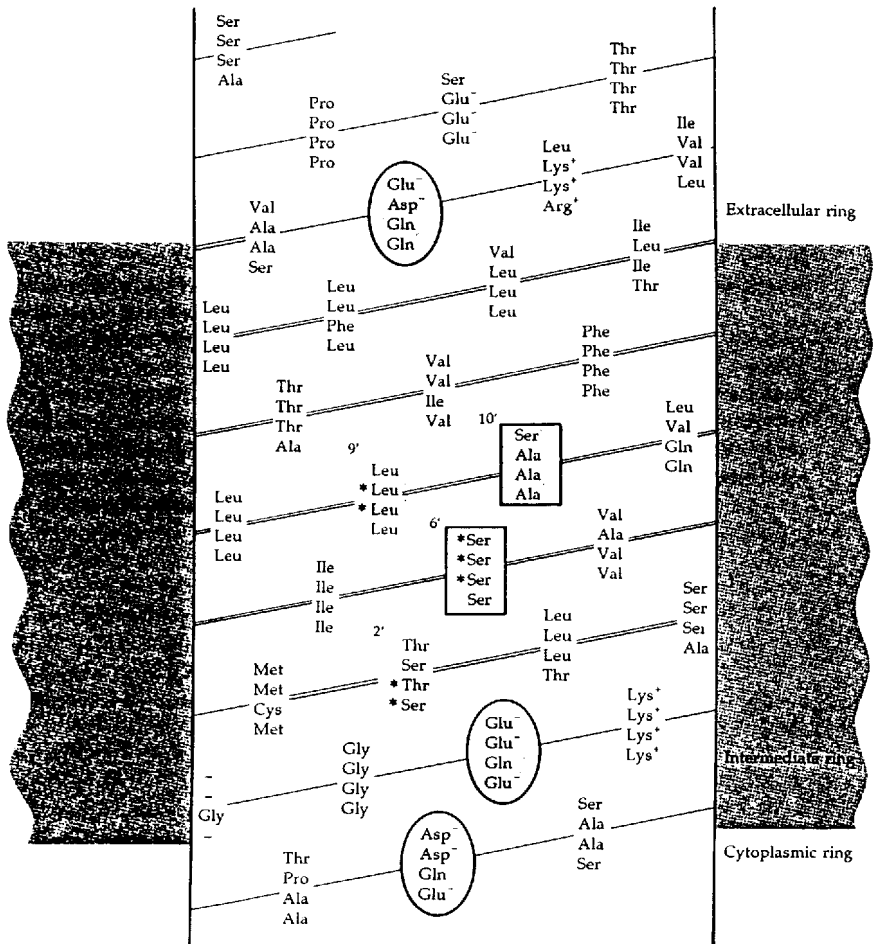 Ser
Ser
Ser
Ala
Thr
Thr
Thr
Thr
Ser
Glu⁻
Glu⁻
Glu⁻
Pro
Pro
Pro
Pro
Ile
Val
Val
Leu
Leu
Lys⁺
Lys⁺
Arg⁺
Glu⁻
Asp⁻
Gln
Gln
Val
Ala
Ala
Ser
Extracellular ring
Ile
Leu
Ile
Thr
Val
Leu
Leu
Leu
Leu
Leu
Phe
Leu
Leu
Leu
Leu
Leu
Phe
Phe
Phe
Phe
Val
Val
Ile
Val
Thr
Thr
Thr
Ala
Leu
Val
Gln
Gln
10'
Ser
Ala
Ala
Ala
9'
Leu
*Leu
*Leu
Leu
Leu
Leu
Leu
Leu
Val
Ala
Val
Val
6'
*Ser
*Ser
*Ser
Ser
Ile
Ile
Ile
Ile
Ser
Ser
Ser
Ala
Leu
Leu
Leu
Thr
2'
Thr
Ser
*Thr
*Ser
Met
Met
Cys
Met
Lys⁺
Lys⁺
Lys⁺
Lys⁺
Glu⁻
Glu⁻
Gln
Glu⁻
Gly
Gly
Gly
Gly
–
–
Gly
–
Intermediate ring
Ser
Ala
Ala
Ser
Asp⁻
Asp⁻
Gln
Glu⁻
Thr
Pro
Ala
Ala
Cytoplasmic ring